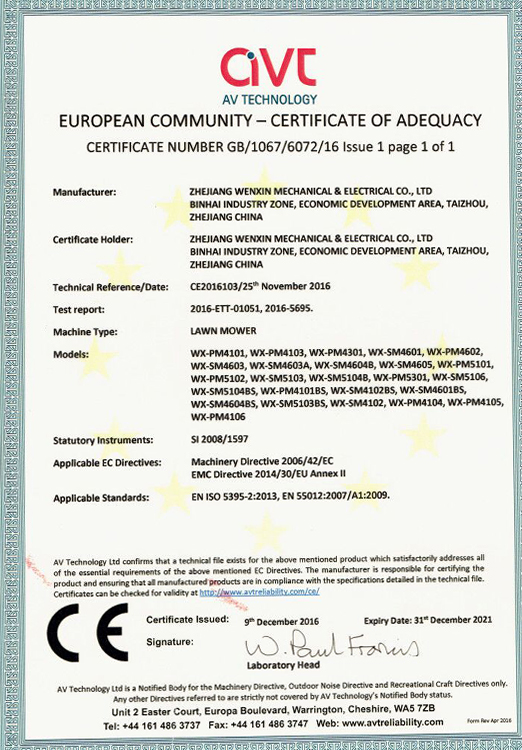 aivt
AV TECHNOLOGY
EUROPEAN COMMUNITY – CERTIFICATE OF ADEQUACY
CERTIFICATE NUMBER GB/1067/6072/16 Issue 1 page 1 of 1
Manufacturer: ZHEJIANG WENXIN MECHANICAL & ELECTRICAL CO., LTD
BINHAI INDUSTRY ZONE, ECONOMIC DEVELOPMENT AREA, TAIZHOU,
ZHEJIANG CHINA
Certificate Holder: ZHEJIANG WENXIN MECHANICAL & ELECTRICAL CO., LTD
BINHAI INDUSTRY ZONE, ECONOMIC DEVELOPMENT AREA, TAIZHOU,
ZHEJIANG CHINA
Technical Reference/Date: CE2016103/25th November 2016
Test report: 2016-ETT-01051, 2016-5695.
Machine Type: LAWN MOWER
Models: WX-PM4101, WX-PM4103, WX-PM4301, WX-SM4601, WX-PM4602,
WX-SM4603, WX-SM4603A, WX-SM4604B, WX-SM4605, WX-PM5101,
WX-PM5102, WX-SM5103, WX-SM5104B, WX-PM5301, WX-SM5106,
WX-SM5104BS, WX-PM4101BS, WX-SM4102BS, WX-SM4601BS,
WX-SM4604BS, WX-SM5103BS, WX-SM4102, WX-PM4104, WX-PM4105,
WX-PM4106
Statutory Instruments: SI 2008/1597
Applicable EC Directives: Machinery Directive 2006/42/EC
EMC Directive 2014/30/EU Annex II
Applicable Standards: EN ISO 5395-2:2013, EN 55012:2007/A1:2009.
AV Technology Ltd confirms that a technical file exists for the above mentioned product which satisfactorily addresses all
of the essential requirements of the above mentioned EC Directives. The manufacturer is responsible for certifying the
product and ensuring that all manufactured products are in compliance with the specifications detailed in the technical file.
Certificates can be checked for validity at http://www.avtreliability.com/ce/
CE
Certificate Issued: 9th December 2016 Expiry Date: 31st December 2021
Signature: W. Paul Francis
Laboratory Head
AV Technology Ltd is a Notified Body for the Machinery Directive, Outdoor Noise Directive and Recreational Craft Directives only.
Any other Directives referred to are strictly not covered by AV Technology's Notified Body status.
Unit 2 Easter Court, Europa Boulevard, Warrington, Cheshire, WA5 7ZB
Tel: +44 161 486 3737 Fax: +44 161 486 3747 Web: www.avtreliability.com
Form Rev Apr 2016